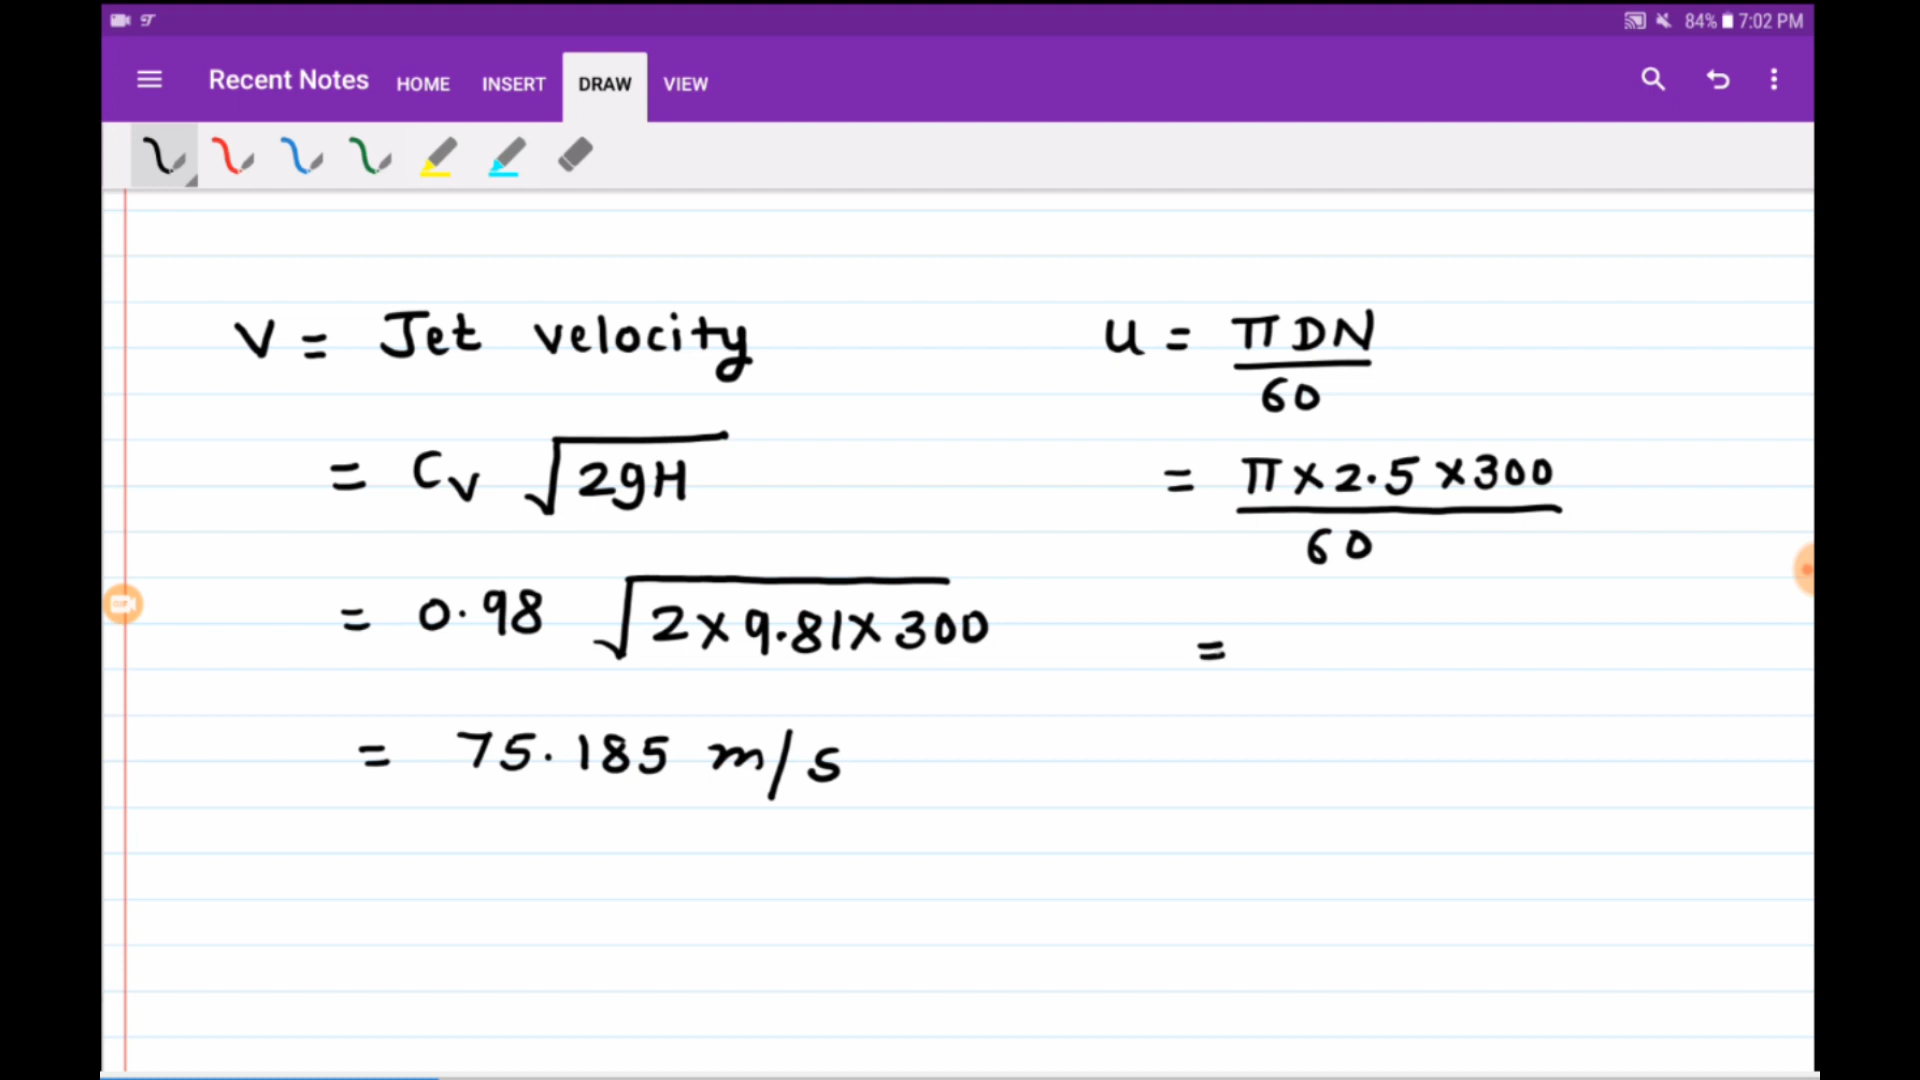 84% 7:02 PM
Recent Notes HOME INSERT DRAW VIEW
V = Jet velocity
= Cv √2gH
= 0.98 √2×9.81×300
= 75.185 m/s
u = πDN
60
= π×2.5×300
60
=